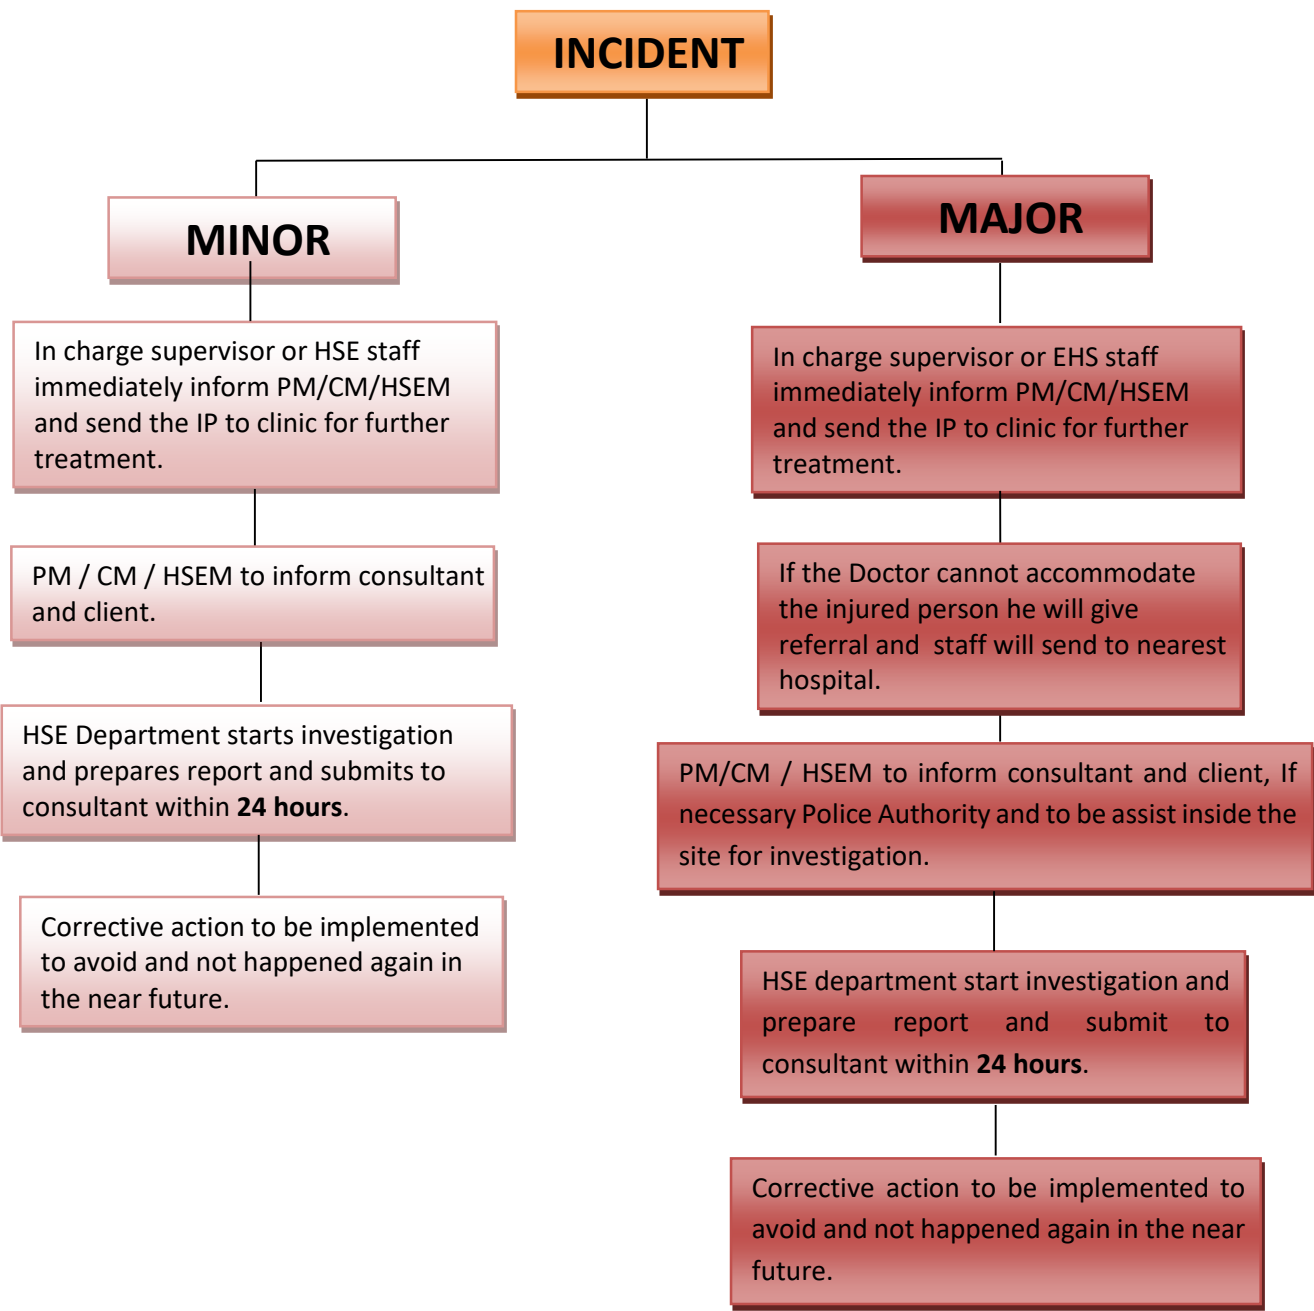 INCIDENT
MINOR
In charge supervisor or HSE staff
immediately inform PM/CM/HSEM
and send the IP to clinic for further
treatment.
PM / CM / HSEM to inform consultant
and client.
HSE Department starts investigation
and prepares report and submits to
consultant within 24 hours.
Corrective action to be implemented
to avoid and not happened again in
the near future.
MAJOR
In charge supervisor or EHS staff
immediately inform PM/CM/HSEM
and send the IP to clinic for further
treatment.
If the Doctor cannot accommodate
the injured person he will give
referral and  staff will send to nearest
hospital.
PM/CM / HSEM to inform consultant and client, If
necessary Police Authority and to be assist inside the
site for investigation.
HSE department start investigation and
prepare report and submit to
consultant within 24 hours.
Corrective action to be implemented to
avoid and not happened again in the near
future.